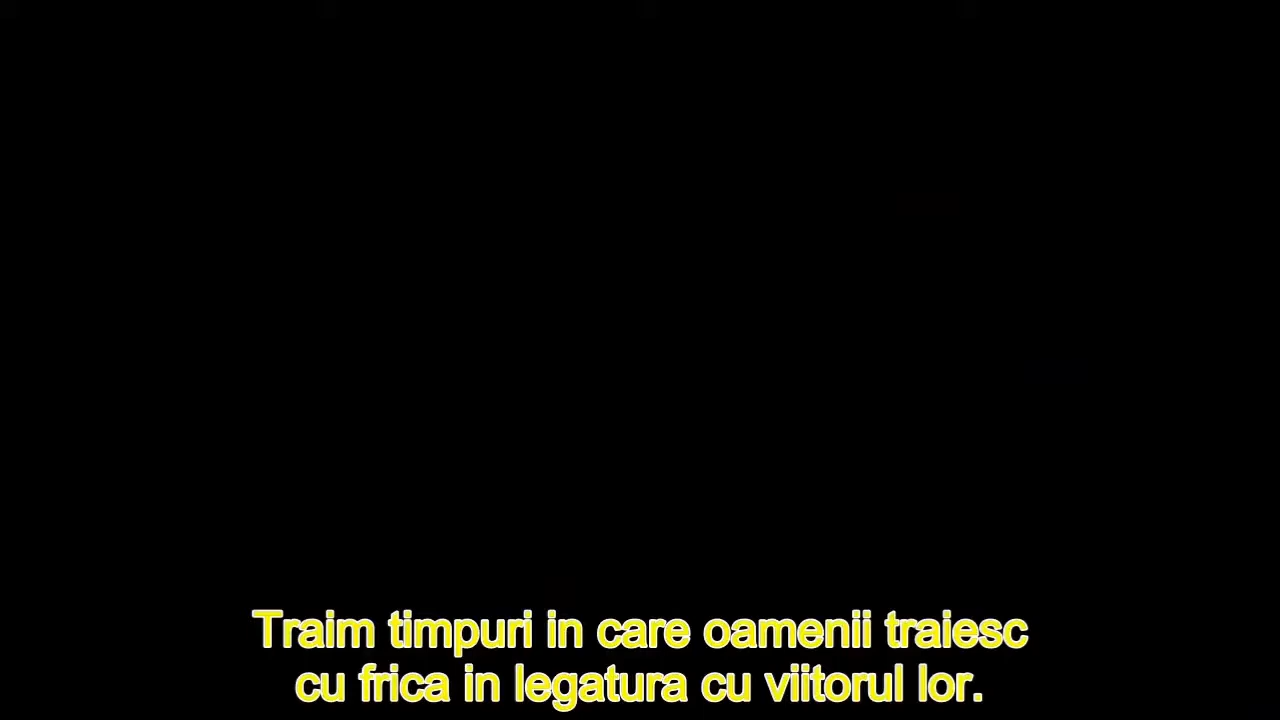 Traim timpuri in care oamenii traiesc
cu frica in legatura cu viitorul lor.